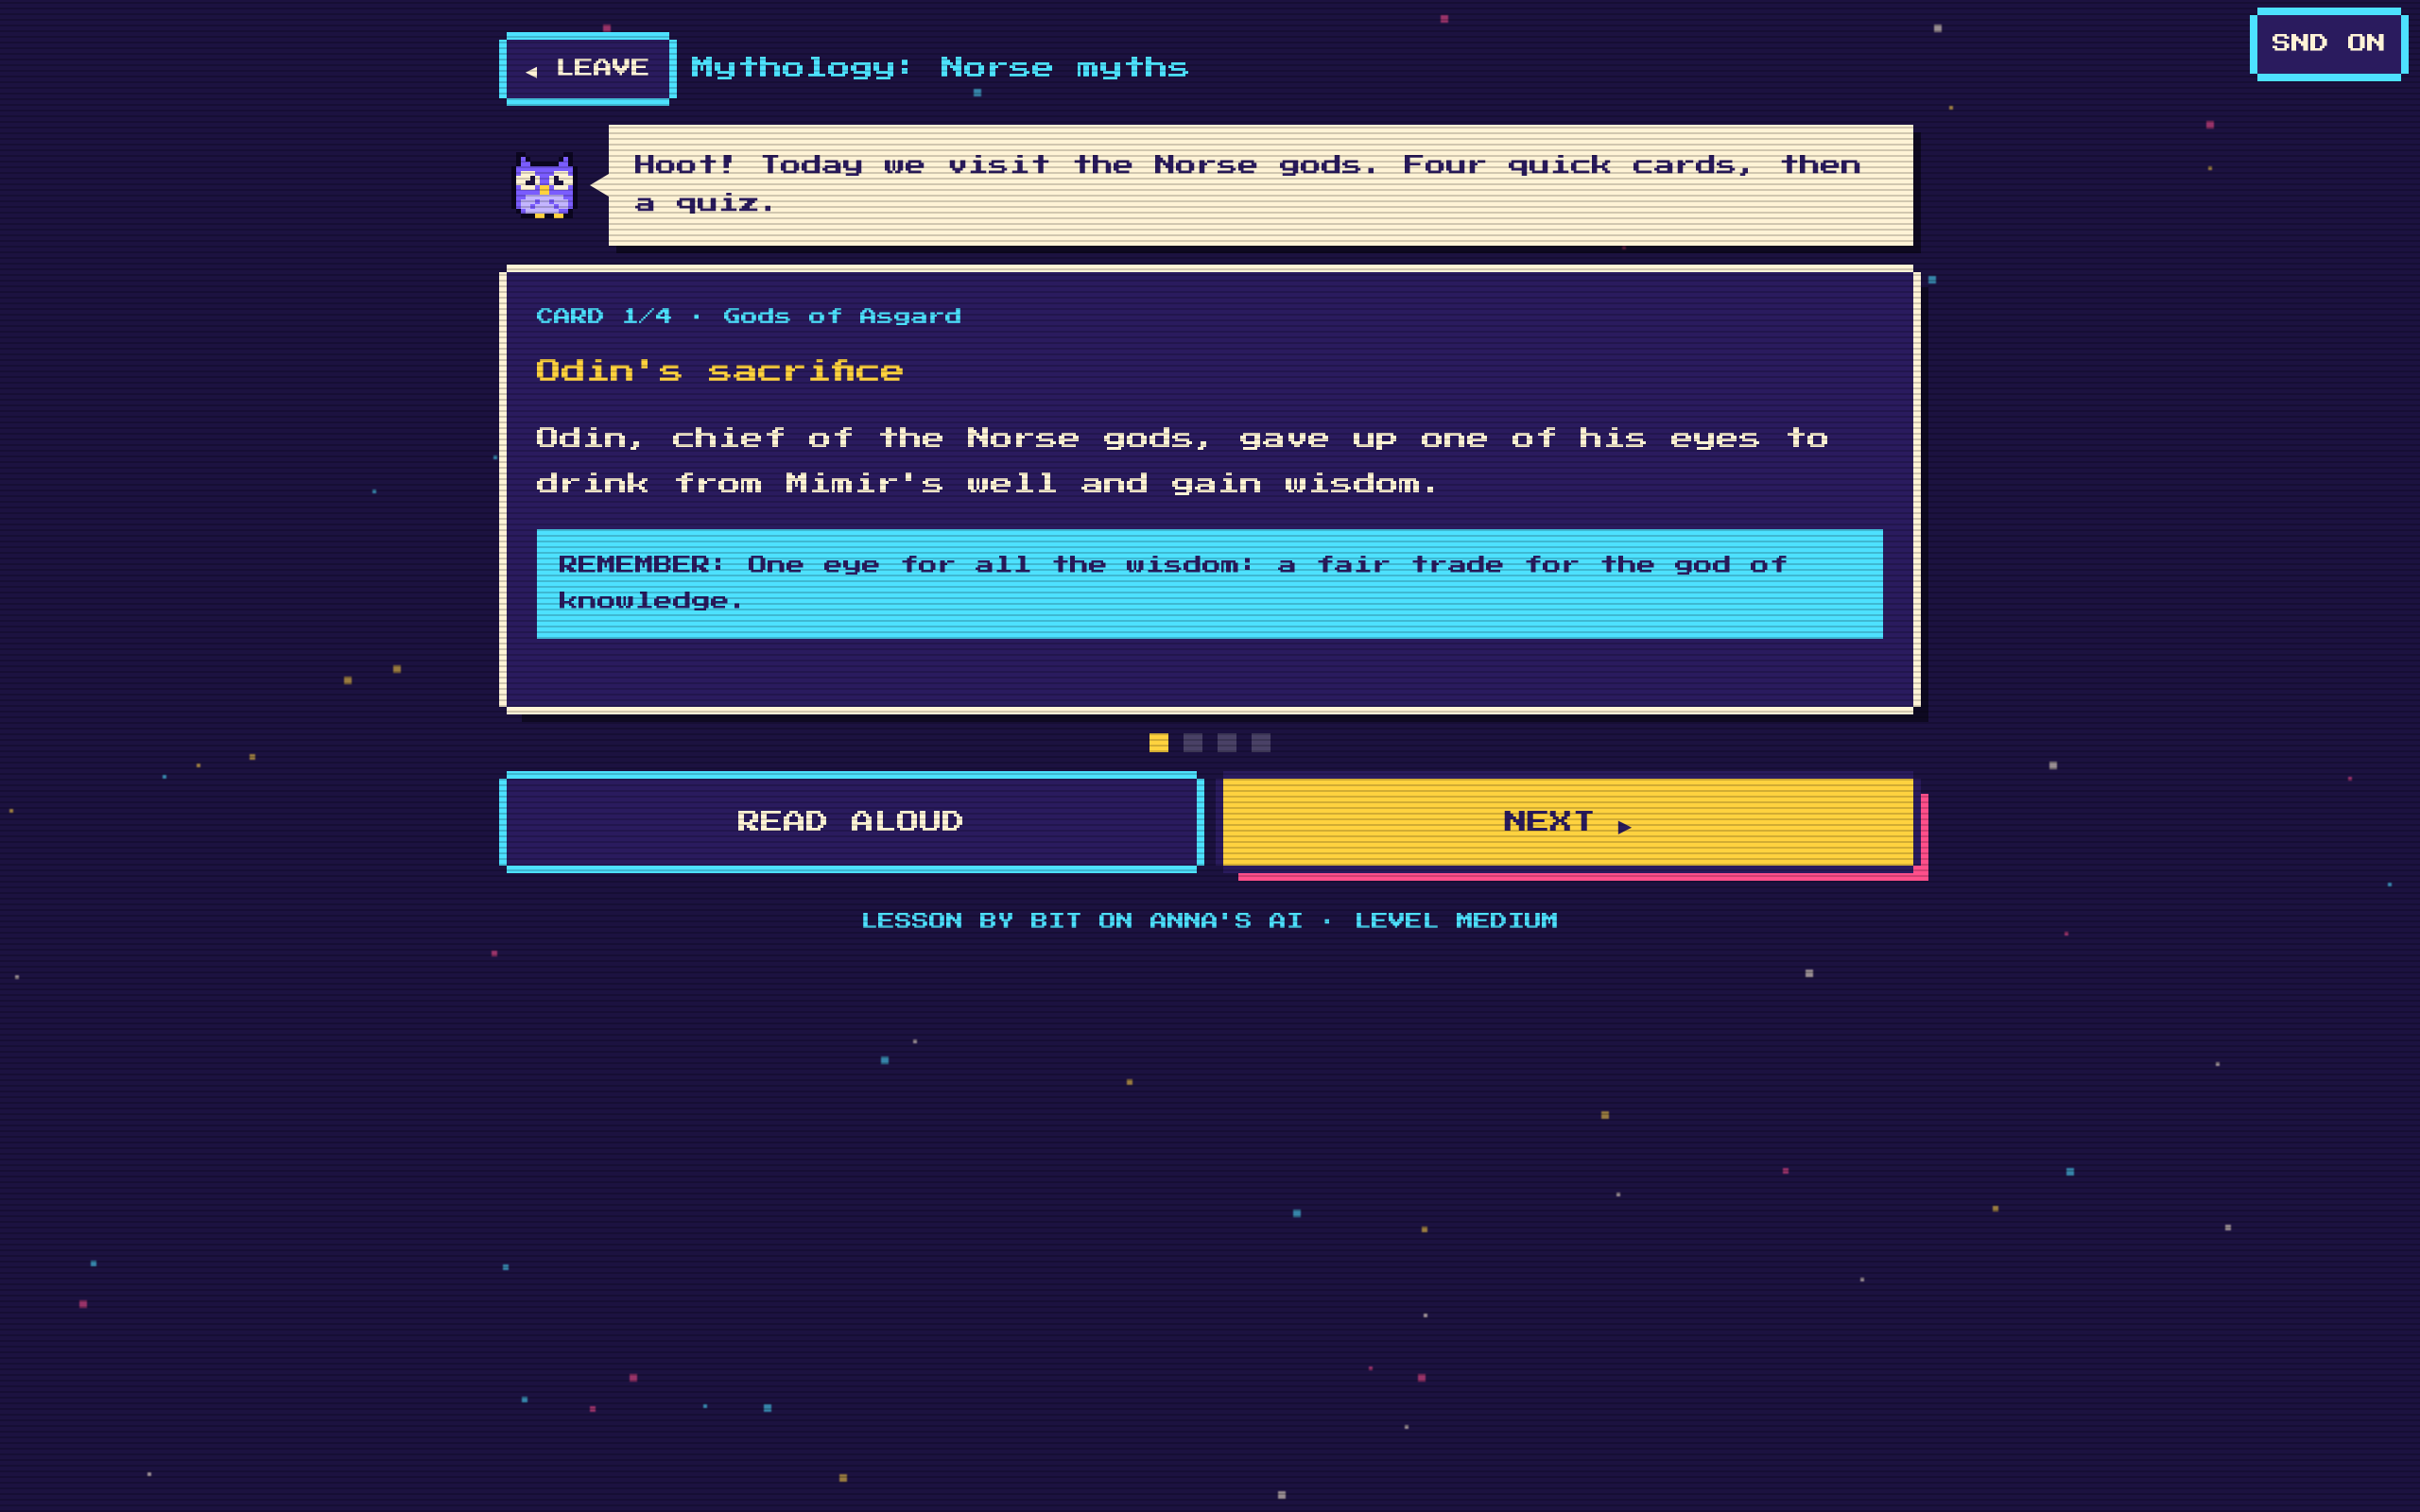 ◂ LEAVE Mythology: Norse myths
SND ON
Hoot! Today we visit the Norse gods. Four quick cards, then
a quiz.
CARD 1/4 · Gods of Asgard
Odin's sacrifice
Odin, chief of the Norse gods, gave up one of his eyes to
drink from Mimir's well and gain wisdom.
REMEMBER: One eye for all the wisdom: a fair trade for the god of
knowledge.
READ ALOUD
NEXT ▸
LESSON BY BIT ON ANNA'S AI · LEVEL MEDIUM